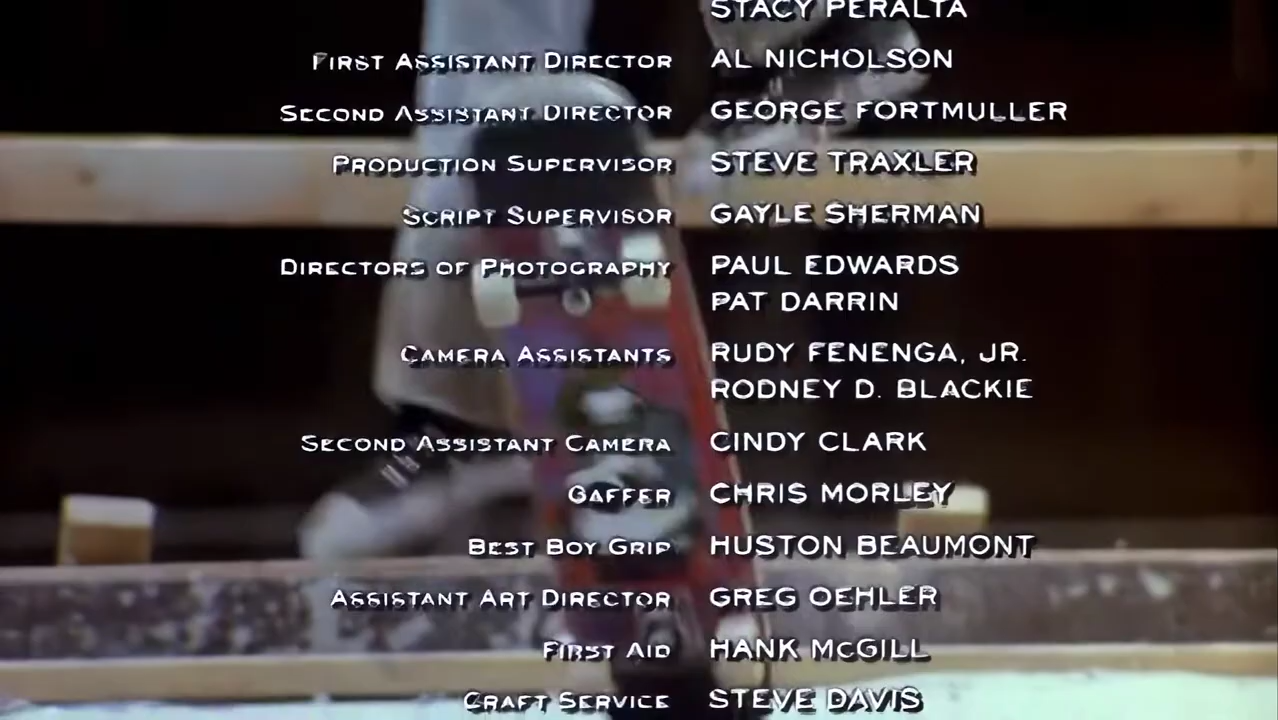 STACY PERALTA
FIRST ASSISTANT DIRECTOR AL NICHOLSON
SECOND ASSISTANT DIRECTOR GEORGE FORTMULLER
PRODUCTION SUPERVISOR STEVE TRAXLER
SCRIPT SUPERVISOR GAYLE SHERMAN
DIRECTORS OF PHOTOGRAPHY PAUL EDWARDS
PAT DARRIN
CAMERA ASSISTANTS RUDY FENENGA, JR.
RODNEY D. BLACKIE
SECOND ASSISTANT CAMERA CINDY CLARK
GAFFER CHRIS MORLEY
BEST BOY GRIP HUSTON BEAUMONT
ASSISTANT ART DIRECTOR GREG OEHLER
FIRST AID HANK McGILL
CRAFT SERVICE STEVE DAVIS